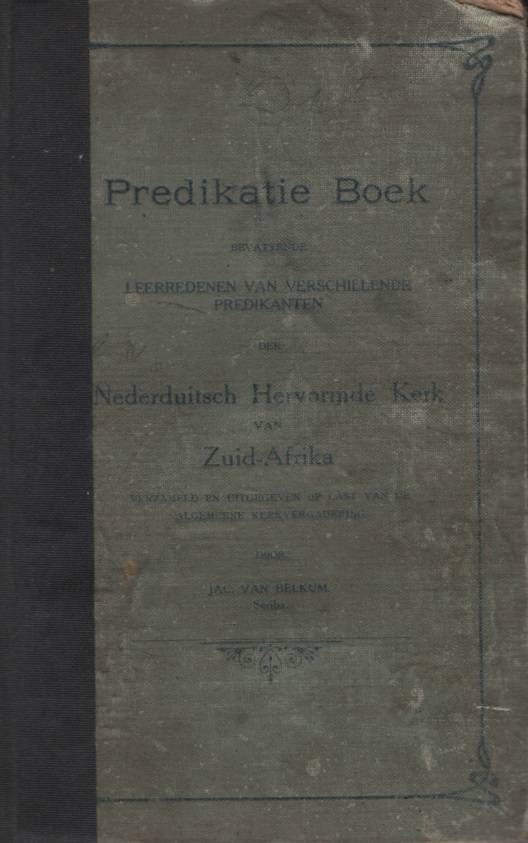 Predikatie Boek
BEVATTENDE
LEERREDENEN VAN VERSCHILLENDE
PREDIKANTEN
DER
Nederduitsch Hervormde Kerk
VAN
Zuid-Afrika
VERZAMELD EN UITGEGEVEN OP LAST VAN DE
ALGEMEENE KERKVERGADERING
DOOR
JAC. VAN BELKUM
Scriba.